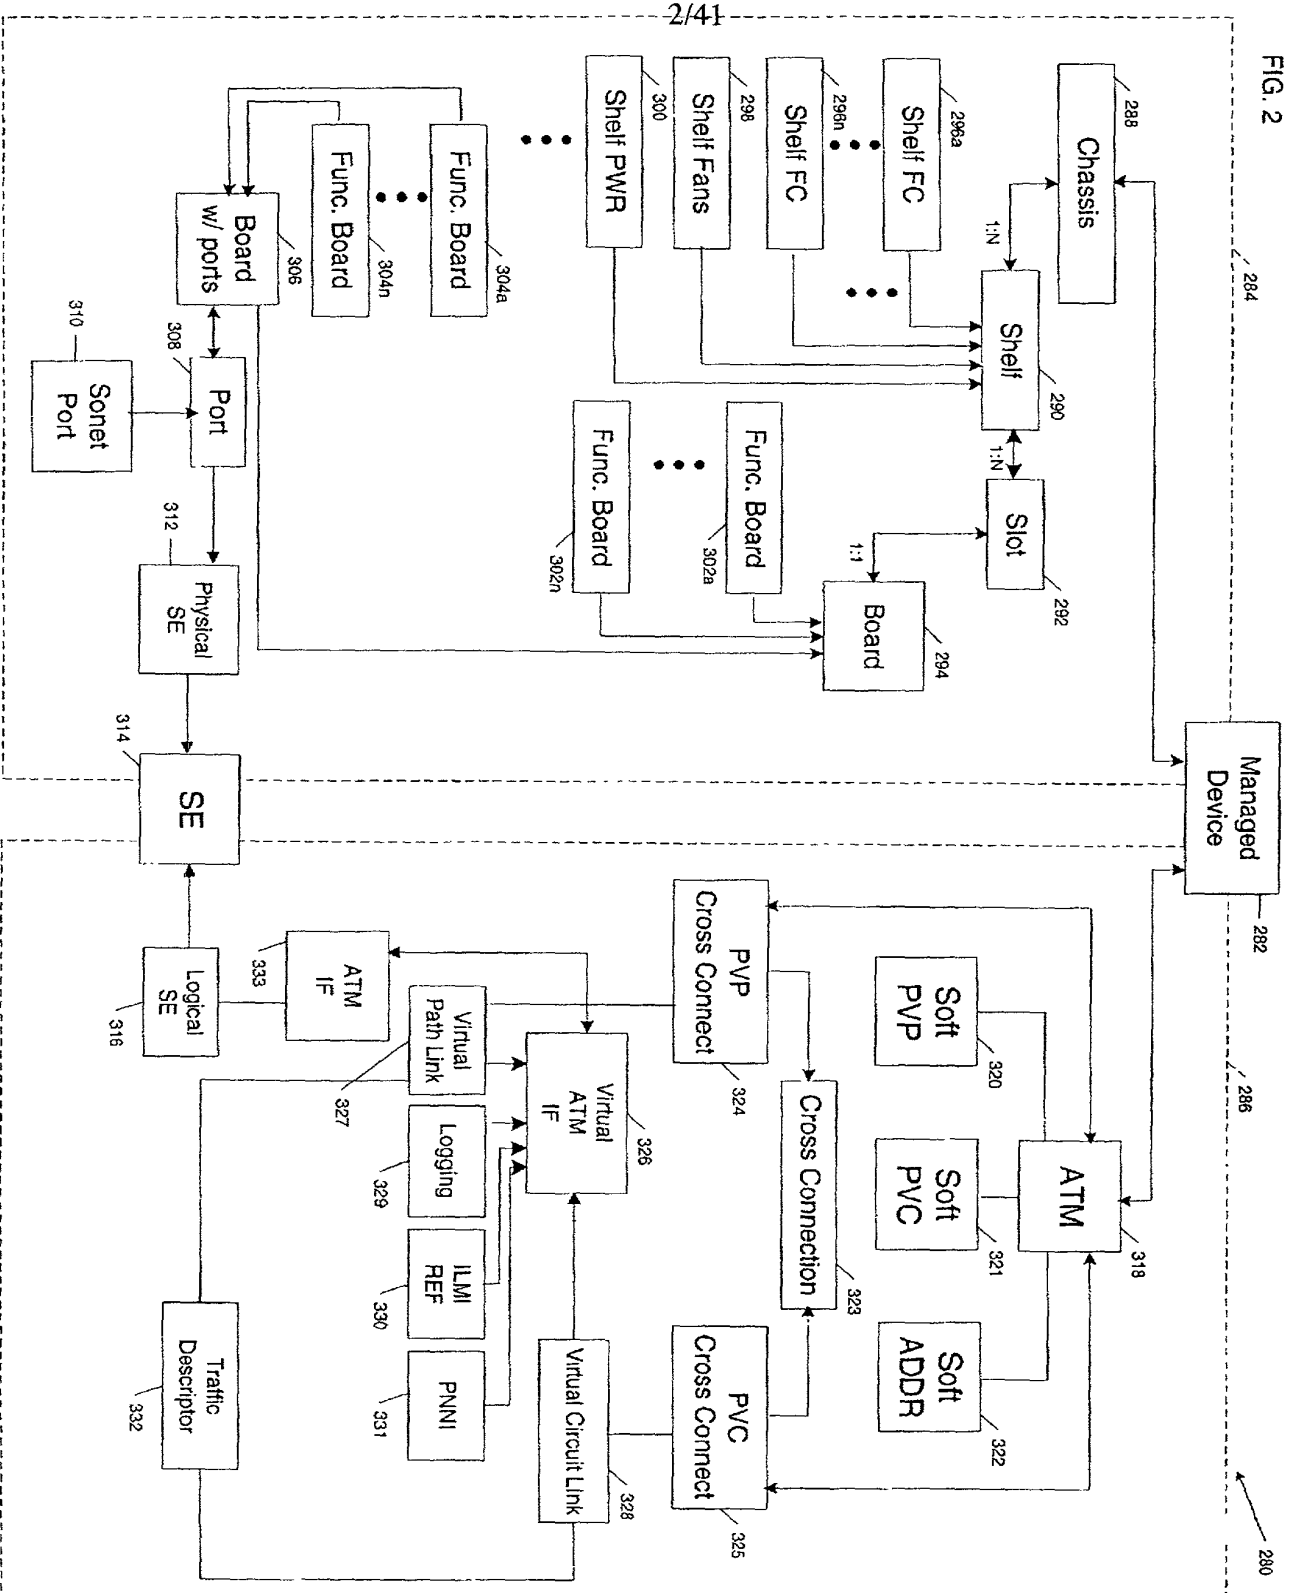 2/41
FIG. 2
280
Managed
Device
282
284
286
Chassis
288
1:N
Shelf
290
1:N
Slot
292
1:1
Board
294
Shelf FC
296a
Shelf FC
296n
Shelf Fans
298
Shelf PWR
300
Func. Board
302a
Func. Board
302n
Func. Board
304a
Func. Board
304n
Board
w/ ports
306
Port
308
Sonet
Port
310
Physical
SE
312
SE
314
Logical
SE
316
ATM
318
Soft
PVP
320
Soft
PVC
321
Soft
ADDR
322
Cross Connection
323
PVP
Cross Connect
324
PVC
Cross Connect
325
Virtual
ATM
IF
326
Virtual
Path Link
327
Virtual Circuit Link
328
Logging
329
ILMI
REF
330
PNNI
331
Traffic
Descriptor
332
ATM
IF
333